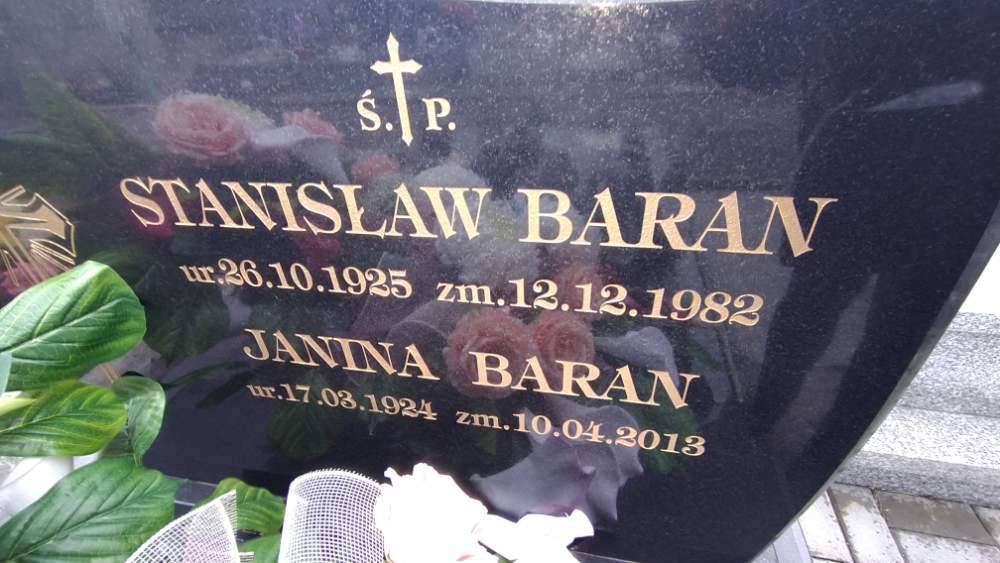 Ś. P.
STANISŁAW BARAN
ur.26.10.1925 zm.12.12.1982
JANINA BARAN
ur.17.03.1924 zm.10.04.2013